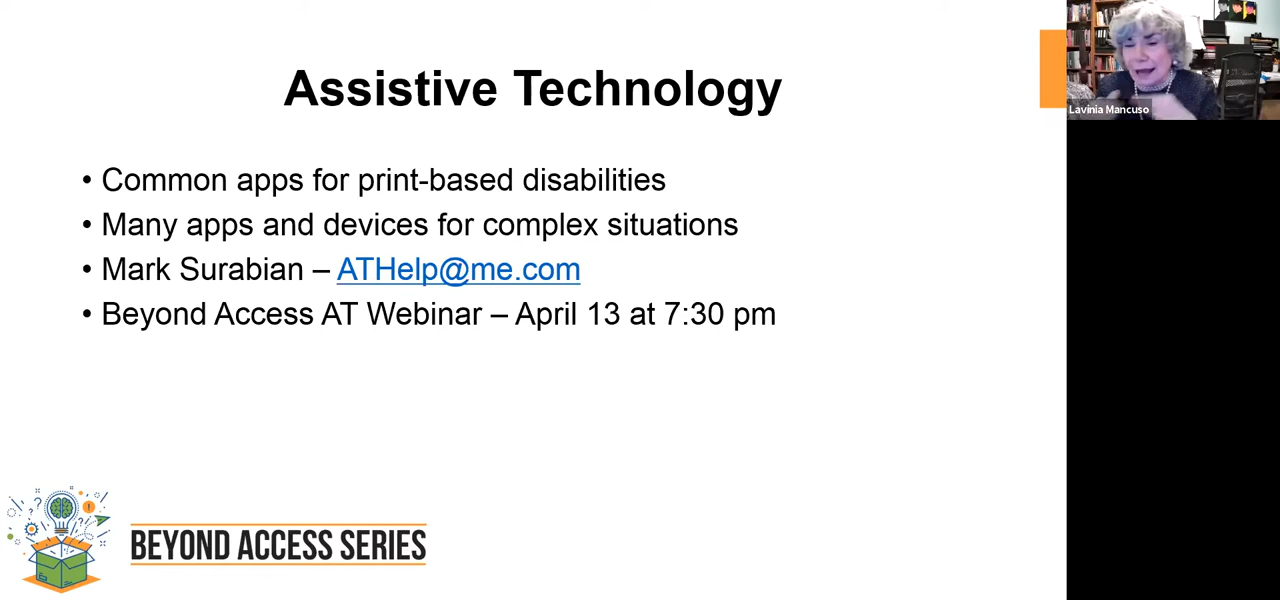 Assistive Technology
• Common apps for print-based disabilities
• Many apps and devices for complex situations
• Mark Surabian – ATHelp@me.com
• Beyond Access AT Webinar – April 13 at 7:30 pm
BEYOND ACCESS SERIES
Lavinia Mancuso